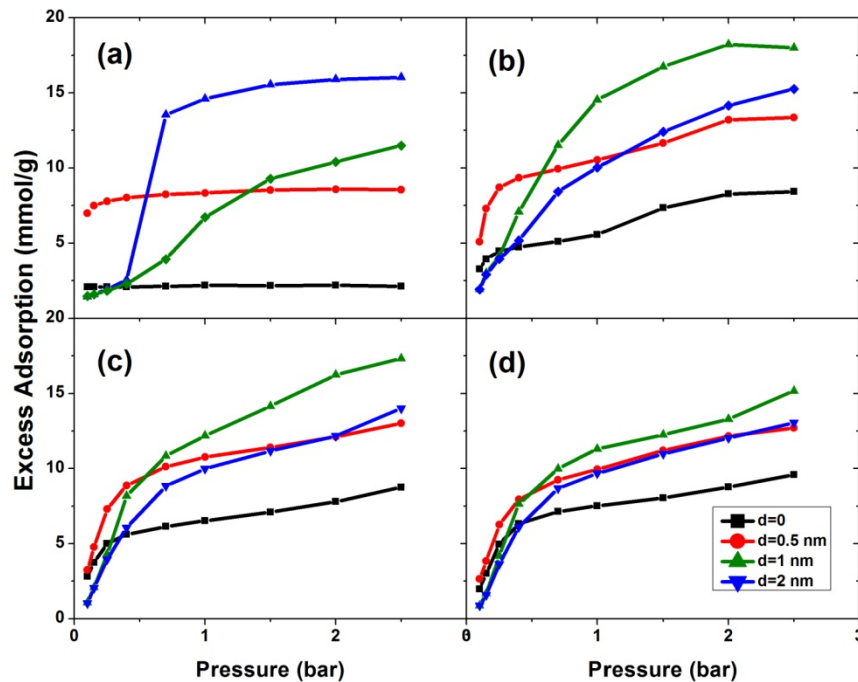 20
(a)
(b)
15
10
5
20
Excess Adsorption (mmol/g)
(c)
(d)
15
10
5
0
d=0
d=0.5 nm
d=1 nm
d=2 nm
0 1 2 0 1 2 3
Pressure (bar) Pressure (bar)